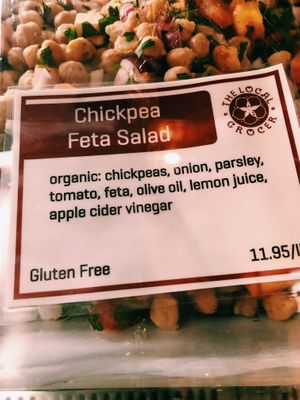 Chickpea
Feta Salad
THE LOCAL
GROCER
organic: chickpeas, onion, parsley,
tomato, feta, olive oil, lemon juice,
apple cider vinegar
Gluten Free
11.95/l